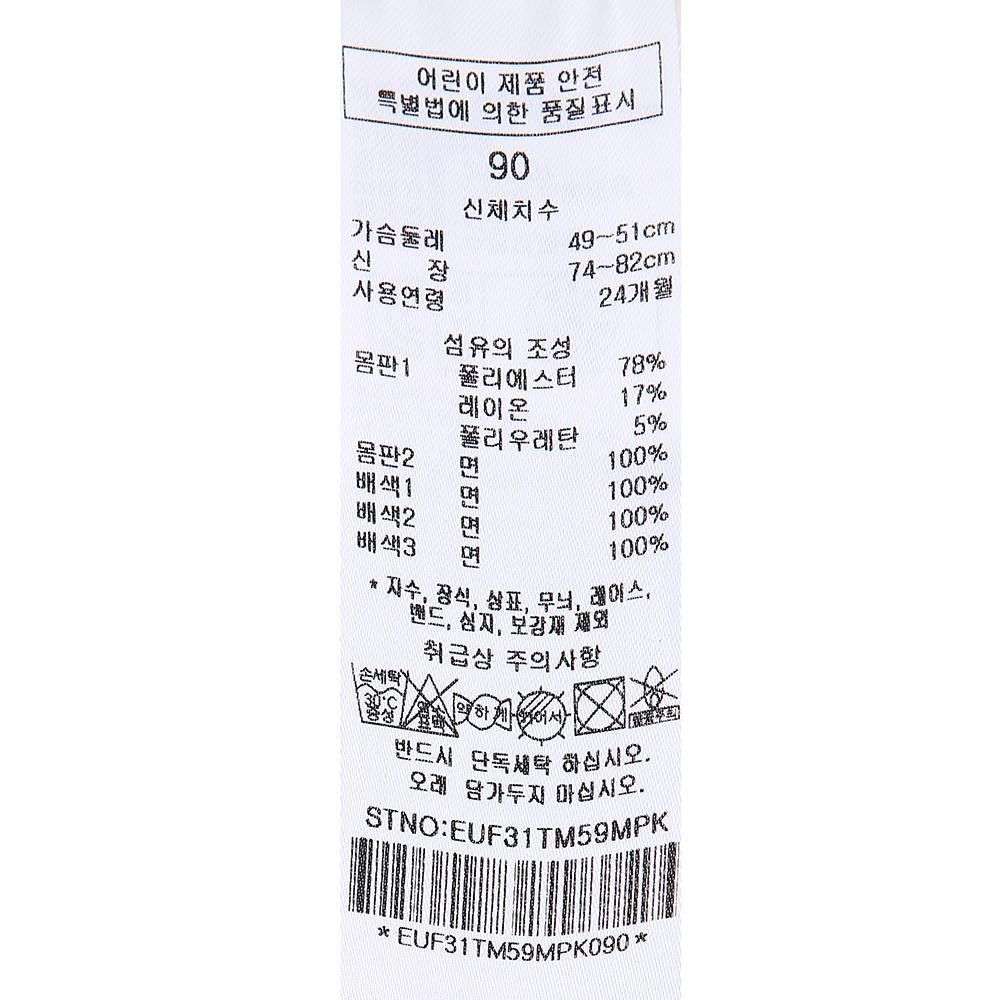 어린이 제품 안전
특별법에 의한 품질표시
90
신체치수
가슴둘레 49~51cm
신 장 74~82cm
사용연령 24개월
섬유의 조성
몸판1 폴리에스터 78%
레이온 17%
폴리우레탄 5%
몸판2 면 100%
배색1 면 100%
배색2 면 100%
배색3 면 100%
* 자수, 장식, 상표, 무늬, 레이스,
밴드, 심지, 보강재 제외
취급상 주의사항
손세탁
30°C
중성
염소
표백
약하게
뉘어서
반드시 단독세탁 하십시오.
오래 담가두지 마십시오.
STNO:EUF31TM59MPK
* EUF31TM59MPK090 *